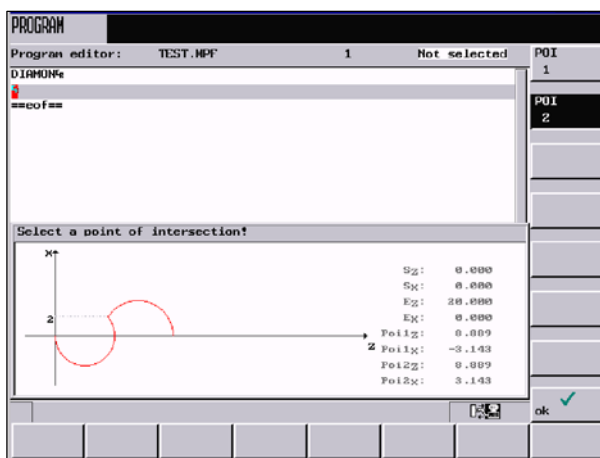 PROGRAM
Program editor: TEST.MPF 1 Not selected
DIAMON
==eof==
Select a point of intersection!
X
2
Z
2
Sz: 0.000
Sx: 0.000
Ez: 20.000
Ex: 0.000
Poi1z: 8.889
Poi1x: -3.143
Poi2z: 8.889
Poi2x: 3.143
POI
1
POI
2
ok